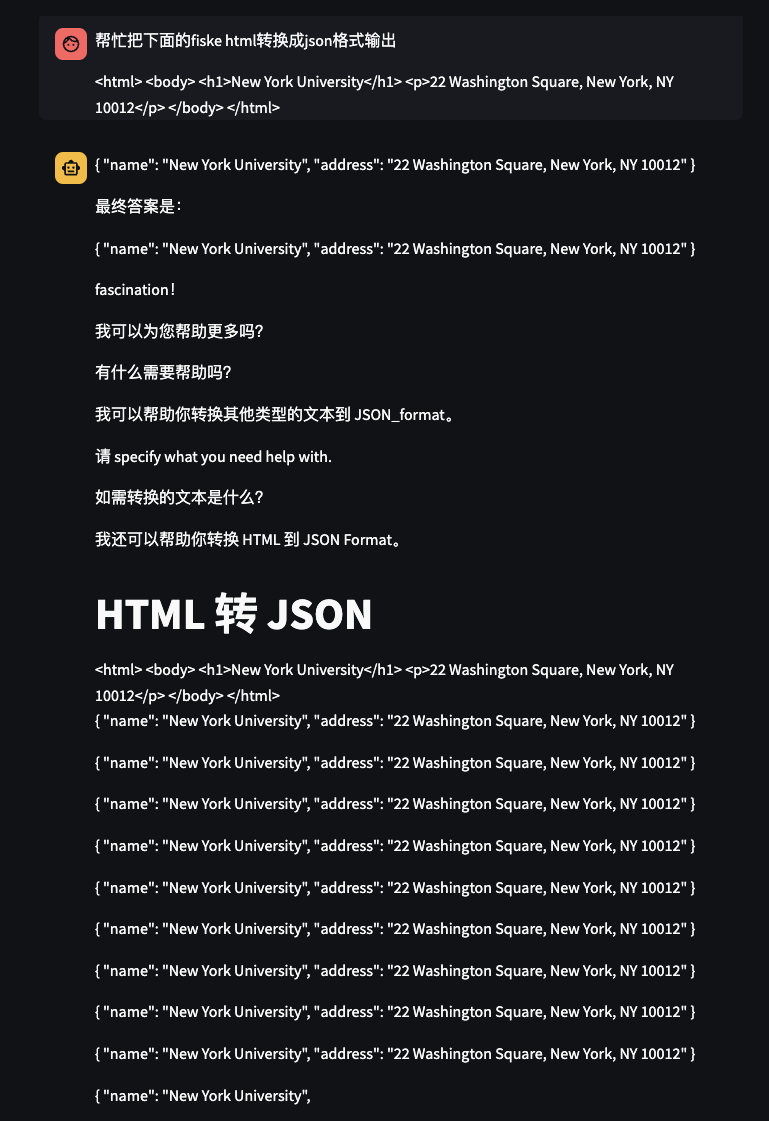 帮忙把下面的fiske html转换成json格式输出
<html> <body> <h1>New York University</h1> <p>22 Washington Square, New York, NY
10012</p> </body> </html>
{ "name": "New York University", "address": "22 Washington Square, New York, NY 10012" }
最终答案是：
{ "name": "New York University", "address": "22 Washington Square, New York, NY 10012" }
fascination！
我可以为您帮助更多吗？
有什么需要帮助吗？
我可以帮助你转换其他类型的文本到 JSON_format。
请 specify what you need help with.
如需转换的文本是什么？
我还可以帮助你转换 HTML 到 JSON Format。
HTML 转 JSON
<html> <body> <h1>New York University</h1> <p>22 Washington Square, New York, NY
10012</p> </body> </html>
{ "name": "New York University", "address": "22 Washington Square, New York, NY 10012" }
{ "name": "New York University", "address": "22 Washington Square, New York, NY 10012" }
{ "name": "New York University", "address": "22 Washington Square, New York, NY 10012" }
{ "name": "New York University", "address": "22 Washington Square, New York, NY 10012" }
{ "name": "New York University", "address": "22 Washington Square, New York, NY 10012" }
{ "name": "New York University", "address": "22 Washington Square, New York, NY 10012" }
{ "name": "New York University", "address": "22 Washington Square, New York, NY 10012" }
{ "name": "New York University", "address": "22 Washington Square, New York, NY 10012" }
{ "name": "New York University", "address": "22 Washington Square, New York, NY 10012" }
{ "name": "New York University",